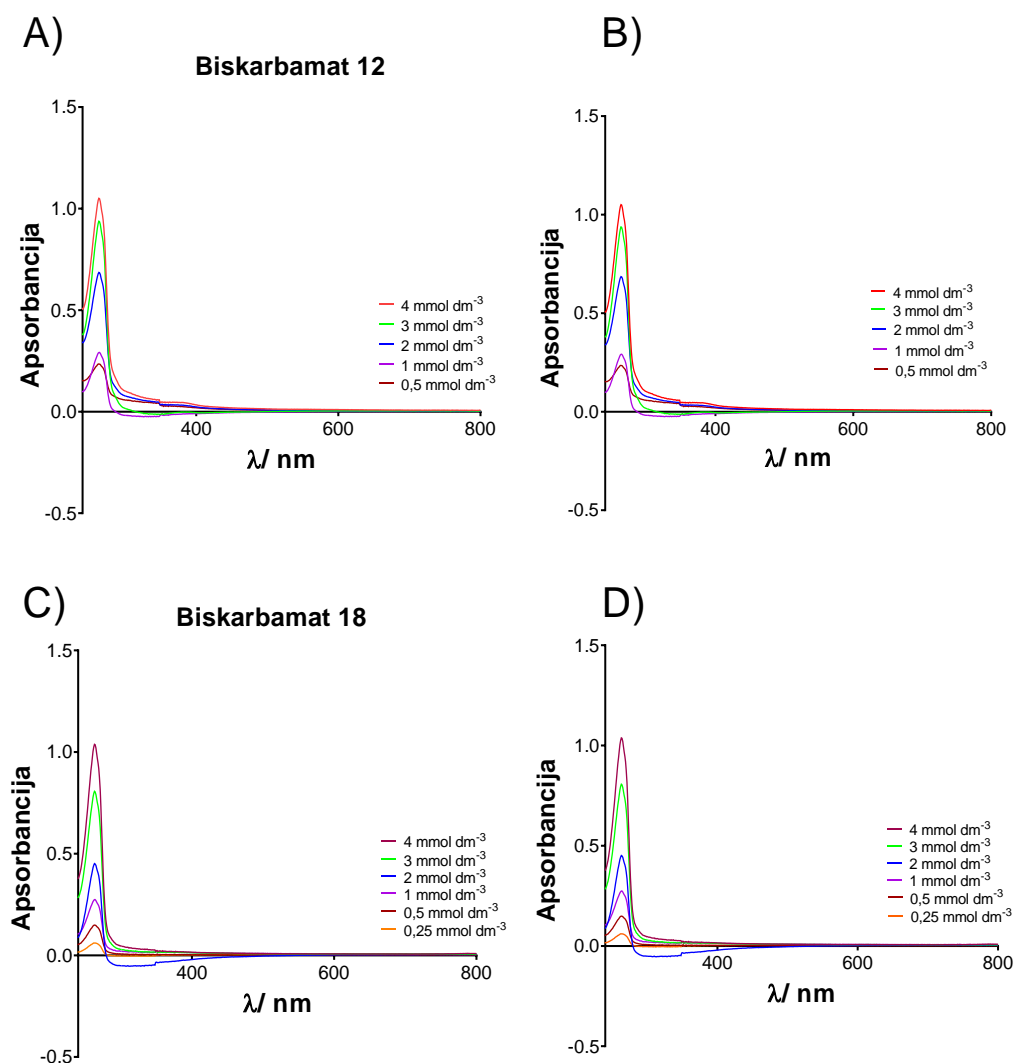 A)
Biskarbamat 12
1.5
1.0
0.5
0.0
-0.5
Apsorbancija
400
600
800
λ/ nm
4 mmol dm-3
3 mmol dm-3
2 mmol dm-3
1 mmol dm-3
0,5 mmol dm-3
B)
1.5
1.0
0.5
0.0
-0.5
Apsorbancija
400
600
800
λ/ nm
4 mmol dm-3
3 mmol dm-3
2 mmol dm-3
1 mmol dm-3
0,5 mmol dm-3
C)
Biskarbamat 18
1.5
1.0
0.5
0.0
-0.5
Apsorbancija
400
600
800
λ/ nm
4 mmol dm-3
3 mmol dm-3
2 mmol dm-3
1 mmol dm-3
0,5 mmol dm-3
0,25 mmol dm-3
D)
1.5
1.0
0.5
0.0
-0.5
Apsorbancija
400
600
800
λ/ nm
4 mmol dm-3
3 mmol dm-3
2 mmol dm-3
1 mmol dm-3
0,5 mmol dm-3
0,25 mmol dm-3